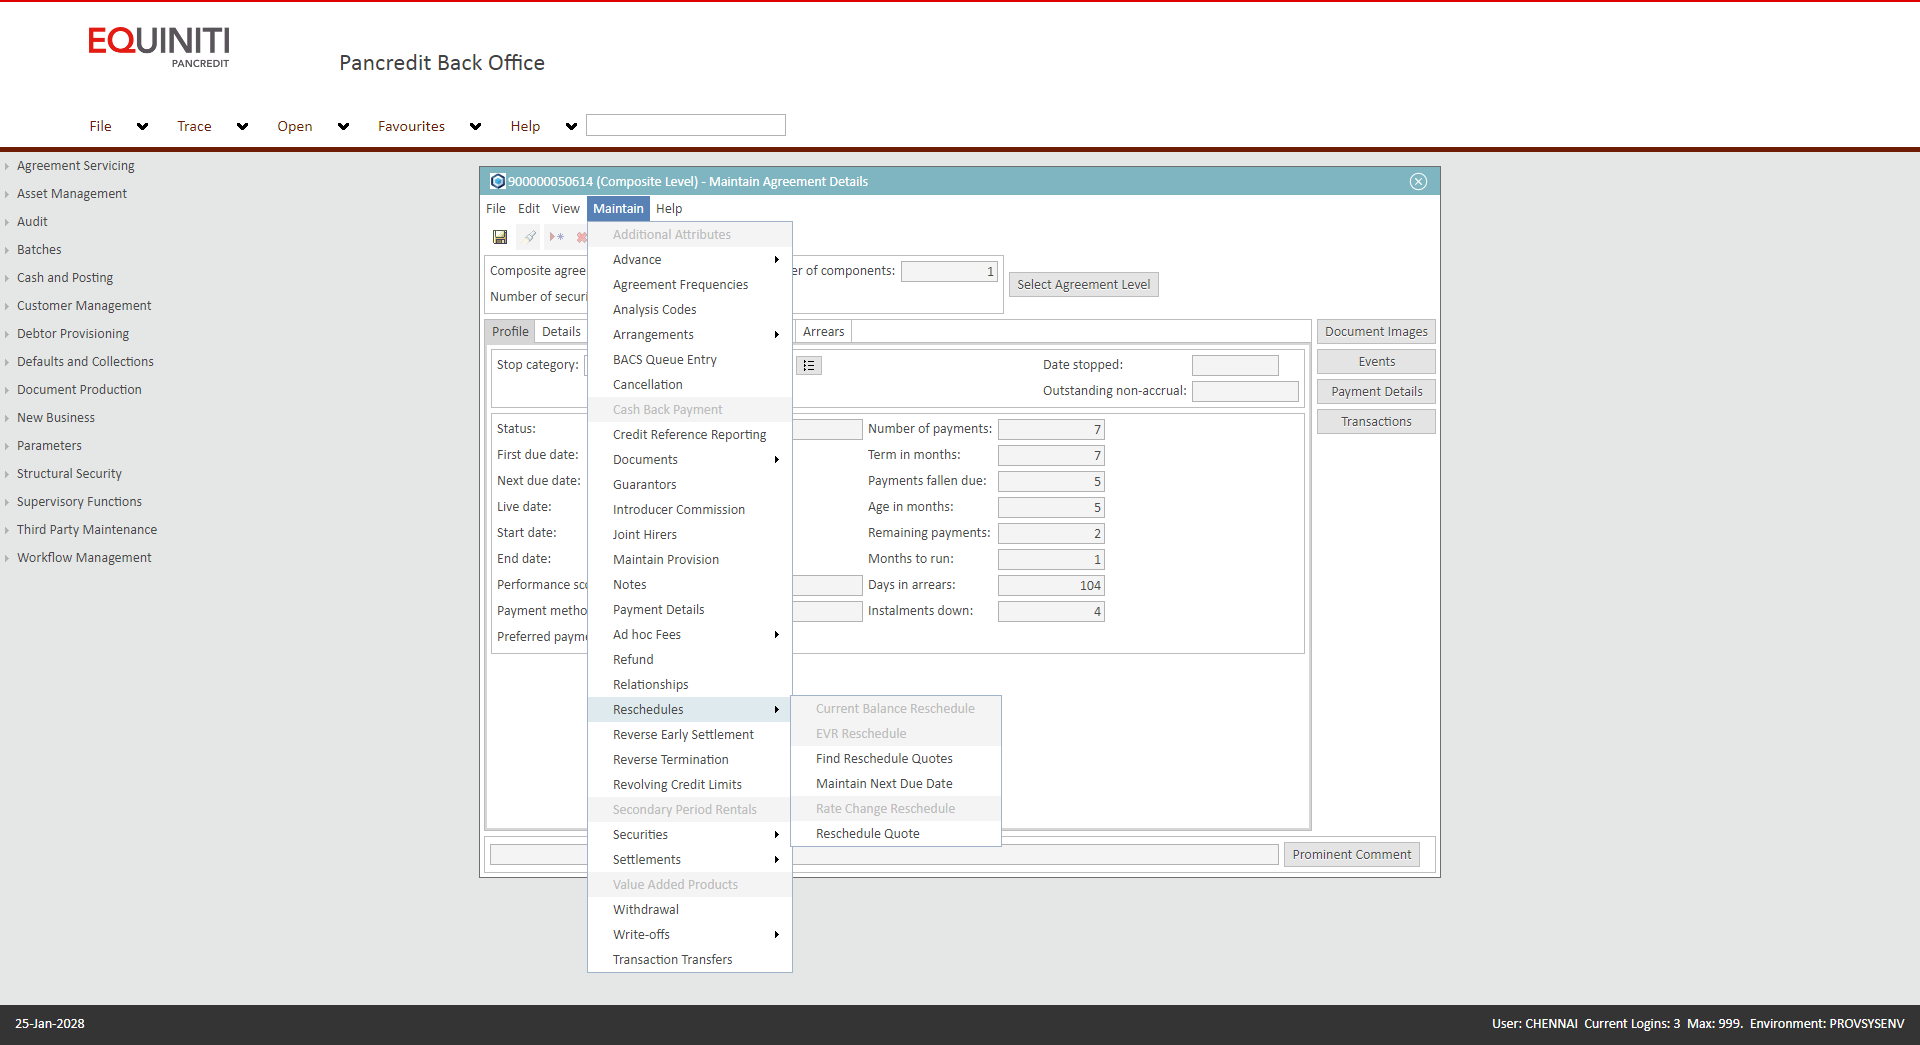 EQUINITI
PANCREDIT
Pancredit Back Office
File Trace Open Favourites Help
Agreement Servicing
Asset Management
Audit
Batches
Cash and Posting
Customer Management
Debtor Provisioning
Defaults and Collections
Document Production
New Business
Parameters
Structural Security
Supervisory Functions
Third Party Maintenance
Workflow Management
900000050614 (Composite Level) - Maintain Agreement Details
File Edit View Maintain Help
Composite agree er of components: 1
Number of securi
Select Agreement Level
Profile Details Arrears
Document Images
Events
Payment Details
Transactions
Stop category: Date stopped:
Outstanding non-accrual:
Status: Number of payments: 7
First due date: Term in months: 7
Next due date: Payments fallen due: 5
Live date: Age in months: 5
Start date: Remaining payments: 2
End date: Months to run: 1
Performance sco Days in arrears: 104
Payment metho Instalments down: 4
Preferred payme
Additional Attributes
Advance
Agreement Frequencies
Analysis Codes
Arrangements
BACS Queue Entry
Cancellation
Cash Back Payment
Credit Reference Reporting
Documents
Guarantors
Introducer Commission
Joint Hirers
Maintain Provision
Notes
Payment Details
Ad hoc Fees
Refund
Relationships
Reschedules
Reverse Early Settlement
Reverse Termination
Revolving Credit Limits
Secondary Period Rentals
Securities
Settlements
Value Added Products
Withdrawal
Write-offs
Transaction Transfers
Current Balance Reschedule
EVR Reschedule
Find Reschedule Quotes
Maintain Next Due Date
Rate Change Reschedule
Reschedule Quote
Prominent Comment
25-Jan-2028
User: CHENNAI Current Logins: 3 Max: 999. Environment: PROVSYSENV